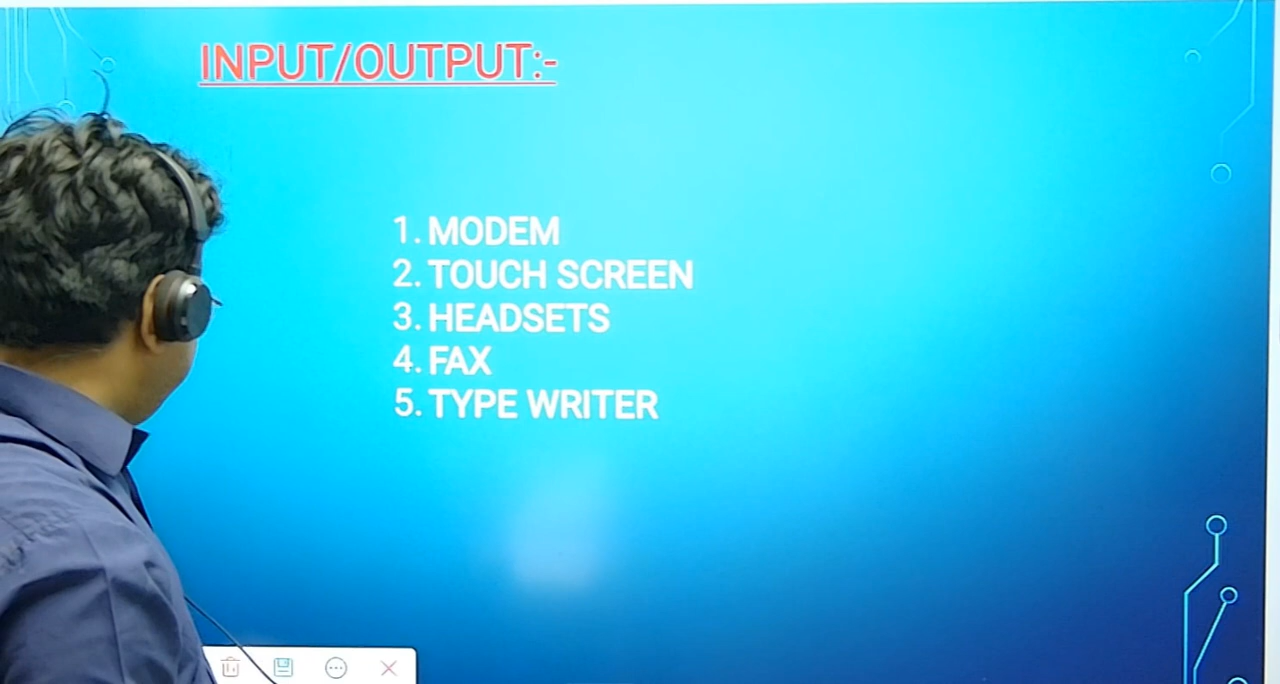 INPUT/OUTPUT:-
1. MODEM
2. TOUCH SCREEN
3. HEADSETS
4. FAX
5. TYPE WRITER